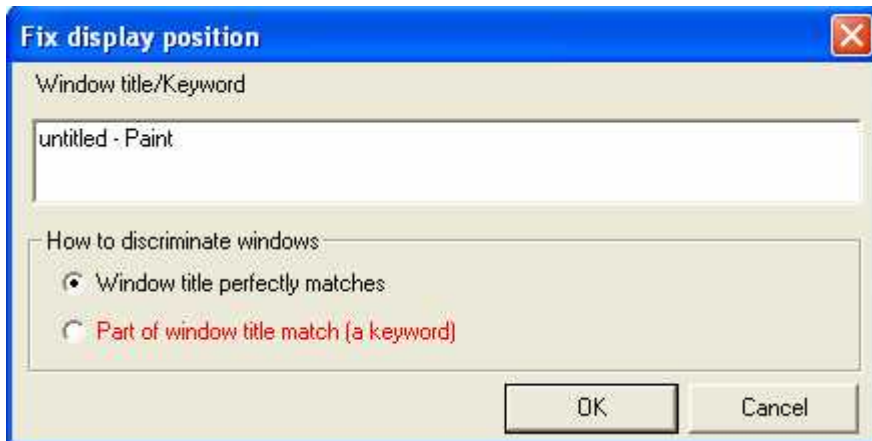 Fix display position
Window title/Keyword
untitled - Paint
How to discriminate windows
Window title perfectly matches
Part of window title match (a keyword)
OK
Cancel